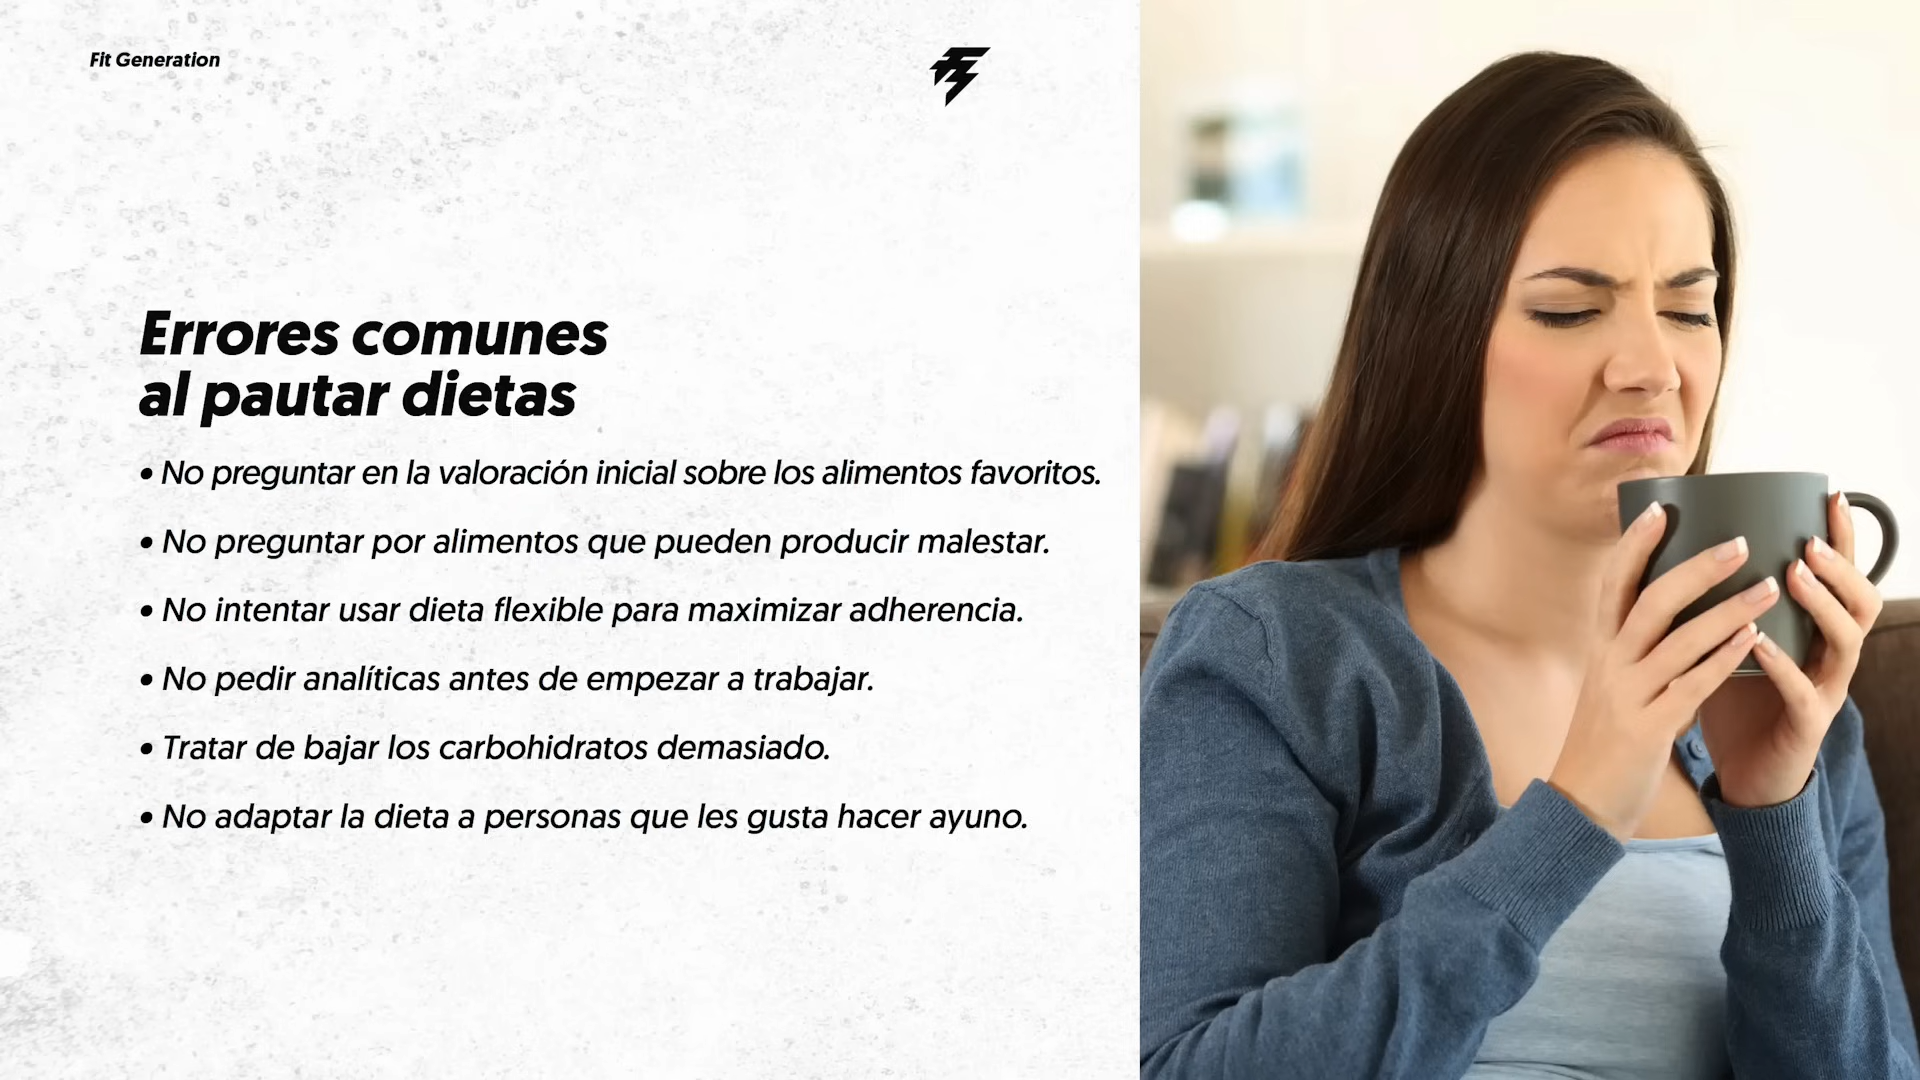 Fit Generation
Errores comunes
al pautar dietas
• No preguntar en la valoración inicial sobre los alimentos favoritos.
• No preguntar por alimentos que pueden producir malestar.
• No intentar usar dieta flexible para maximizar adherencia.
• No pedir analíticas antes de empezar a trabajar.
• Tratar de bajar los carbohidratos demasiado.
• No adaptar la dieta a personas que les gusta hacer ayuno.